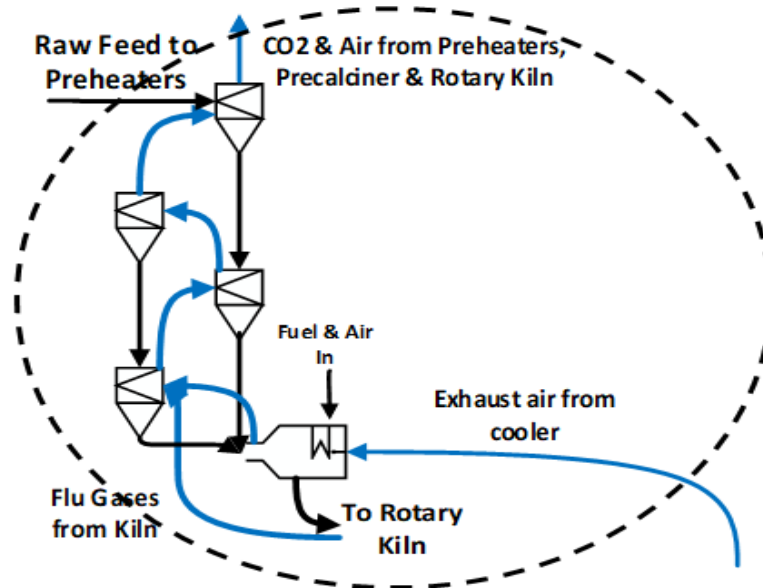 Raw Feed to
Preheaters
CO2 & Air from Preheaters,
Precalciner & Rotary Kiln
Fuel & Air
In
Exhaust air from
cooler
Flu Gases
from Kiln
To Rotary
Kiln